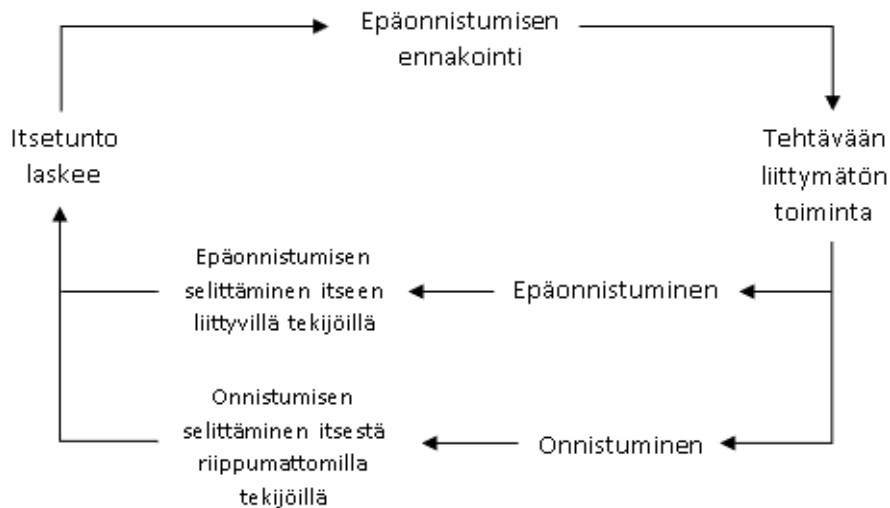 Epäonnistumisen
ennakointi
Itsetunto
laskee
Tehtävään
liittymätön
toiminta
Epäonnistumisen
selittäminen itseen
liittyvillä tekijöillä
Epäonnistuminen
Onnistumisen
selittäminen itsestä
riippumattomilla
tekijöillä
Onnistuminen